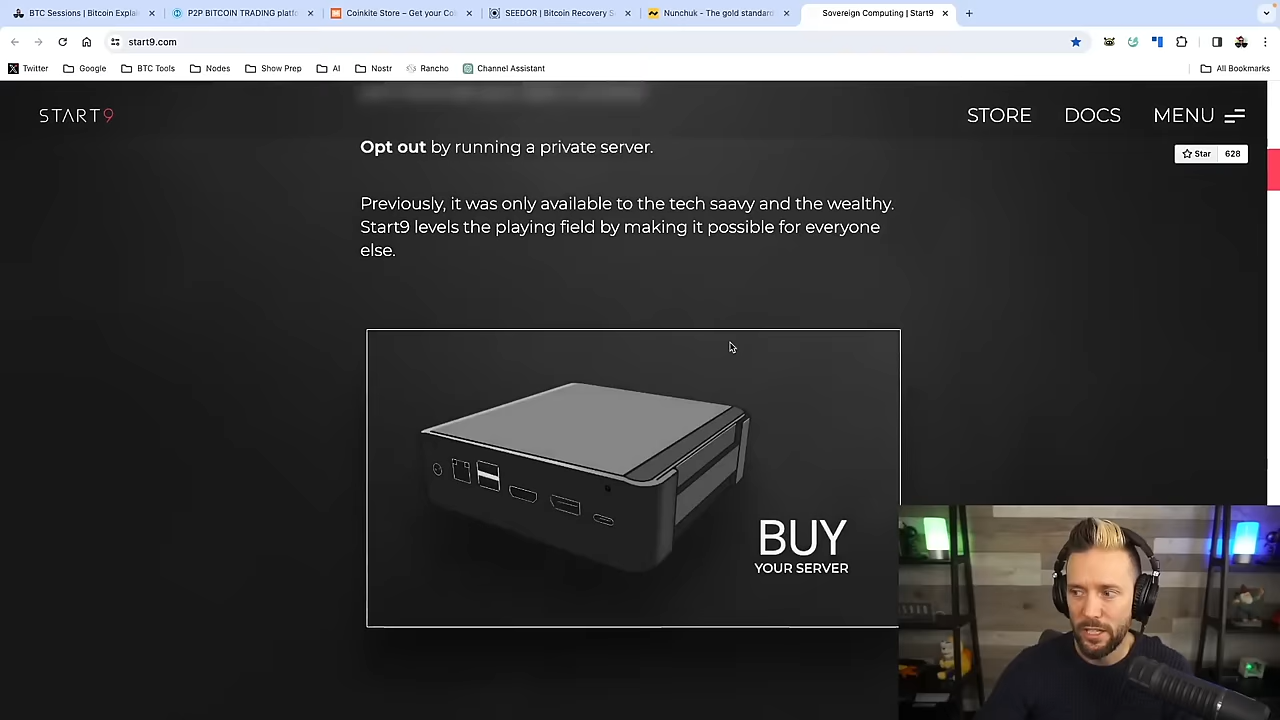 BTC Sessions | Bitcoin Explai
P2P BITCOIN TRADING platf
Coinkite Store – Get your Col
SEEDOR | Bitcoin Recovery S
Nunchuk - The gold standard
Sovereign Computing | Start9
start9.com
Twitter
Google
BTC Tools
Nodes
Show Prep
AI
Nostr
Rancho
Channel Assistant
All Bookmarks
START9
STORE
DOCS
MENU
Star 628
Opt out by running a private server.
Previously, it was only available to the tech saavy and the wealthy.
Start9 levels the playing field by making it possible for everyone
else.
BUY
YOUR SERVER